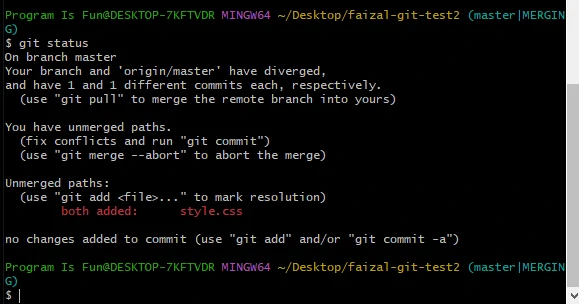 Program Is Fun@DESKTOP-7KFTVDR MINGW64 ~/Desktop/faizal-git-test2 (master|MERGIN
G)
$ git status
On branch master
Your branch and 'origin/master' have diverged,
and have 1 and 1 different commits each, respectively.
  (use "git pull" to merge the remote branch into yours)

You have unmerged paths.
  (fix conflicts and run "git commit")
  (use "git merge --abort" to abort the merge)

Unmerged paths:
  (use "git add <file>..." to mark resolution)
        both added:      style.css

no changes added to commit (use "git add" and/or "git commit -a")

Program Is Fun@DESKTOP-7KFTVDR MINGW64 ~/Desktop/faizal-git-test2 (master|MERGIN
G)
$